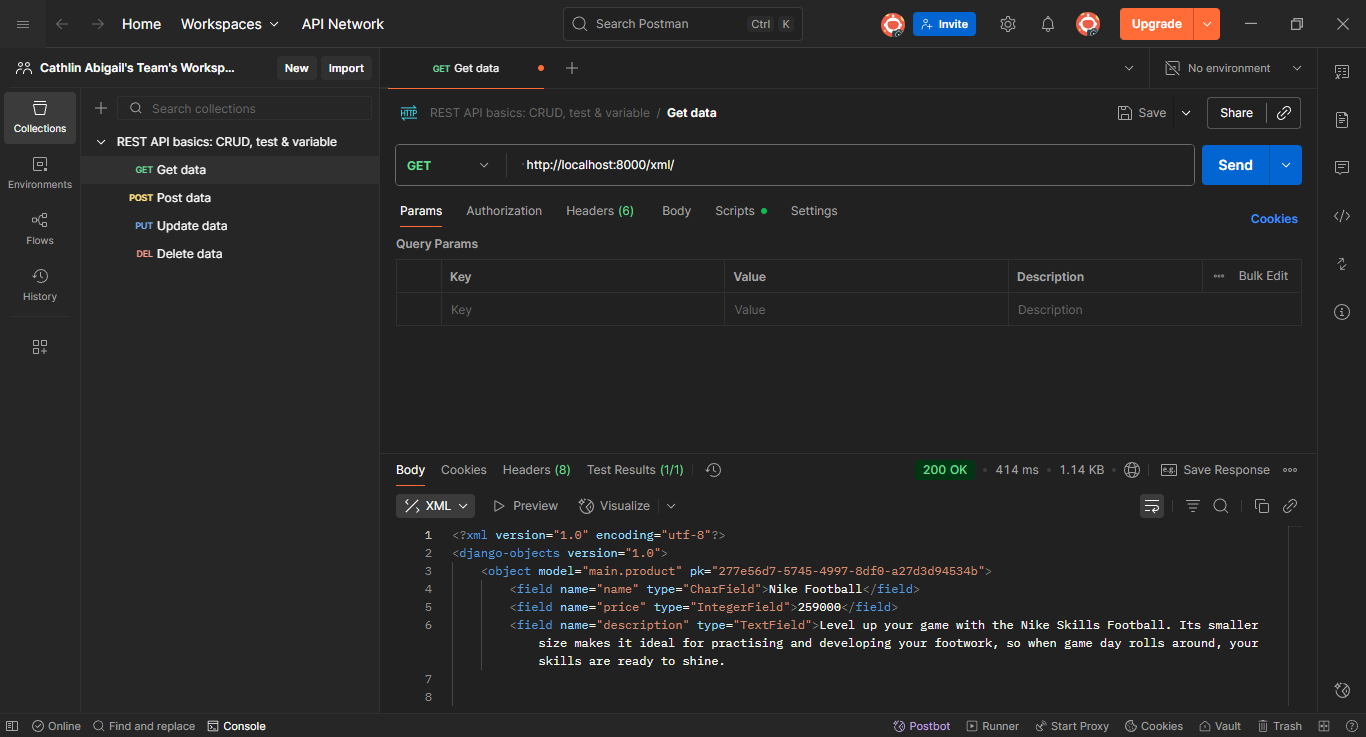 Home
Workspaces
API Network
Search Postman
Ctrl
K
Invite
Upgrade
Cathlin Abigail's Team's Worksp...
New
Import
GET Get data
No environment
Collections
Environments
Flows
History
Search collections
REST API basics: CRUD, test & variable
GET Get data
POST Post data
PUT Update data
DEL Delete data
HTTP
REST API basics: CRUD, test & variable / Get data
Save
Share
GET
http://localhost:8000/xml/
Send
Params
Authorization
Headers (6)
Body
Scripts
Settings
Cookies
Query Params
Key
Value
Description
Bulk Edit
Key
Value
Description
Body
Cookies
Headers (8)
Test Results (1/1)
200 OK
414 ms
1.14 KB
e.g.
Save Response
XML
Preview
Visualize
1 <?xml version="1.0" encoding="utf-8"?>
2 <django-objects version="1.0">
3 <object model="main.product" pk="277e56d7-5745-4997-8df0-a27d3d94534b">
4 <field name="name" type="CharField">Nike Football</field>
5 <field name="price" type="IntegerField">259000</field>
6 <field name="description" type="TextField">Level up your game with the Nike Skills Football. Its smaller
size makes it ideal for practising and developing your footwork, so when game day rolls around, your
skills are ready to shine.
7
8
Online
Find and replace
Console
Postbot
Runner
Start Proxy
Cookies
Vault
Trash